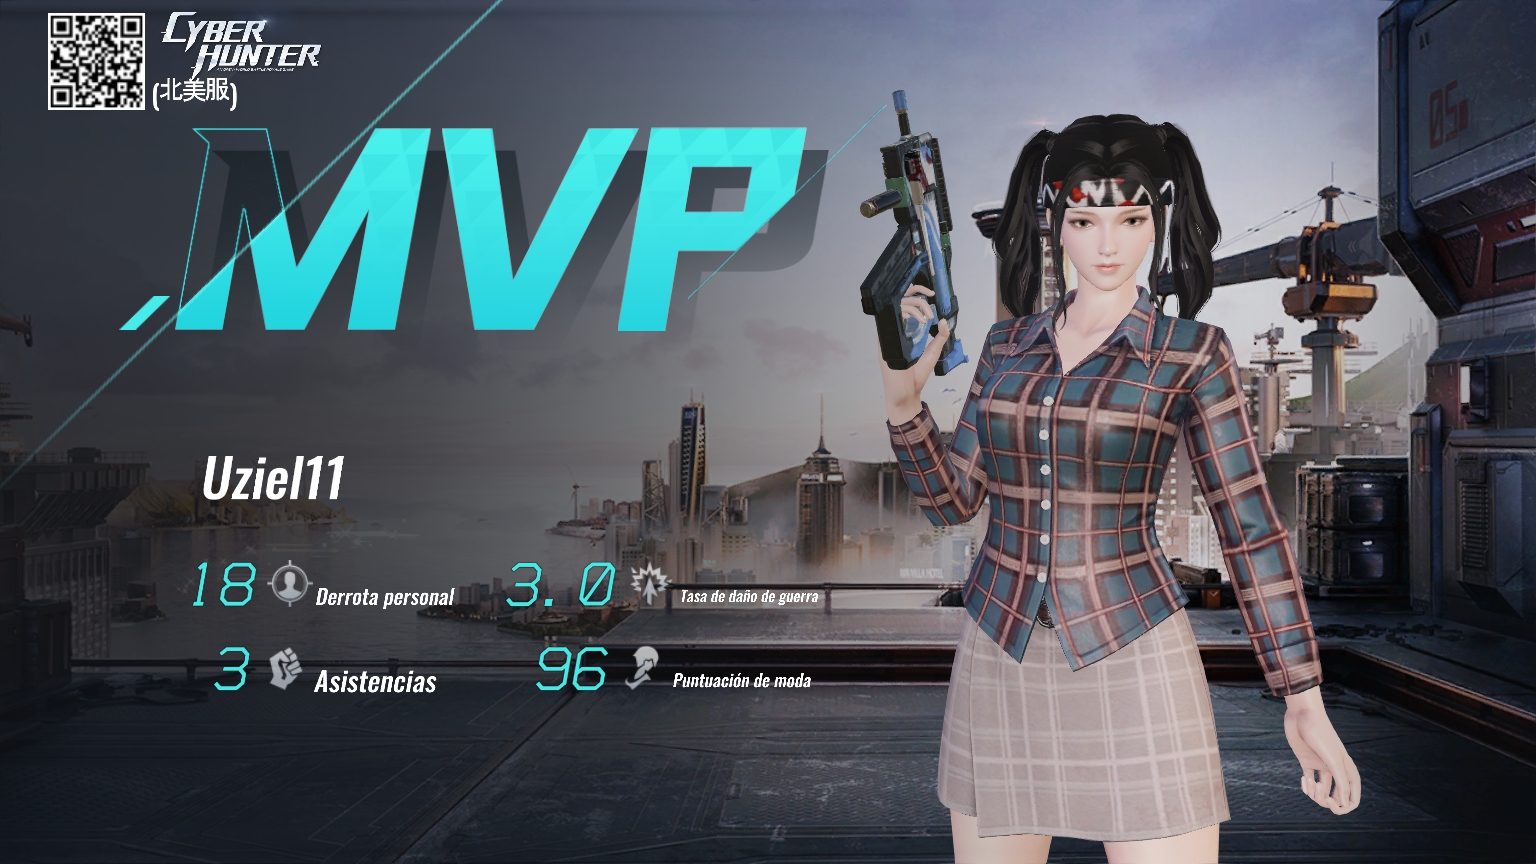 CYBER
HUNTER
(北美服)
MVP
Uziel11
18 Derrota personal
3.0 Tasa de daño de guerra
3 Asistencias
96 Puntuación de moda
05